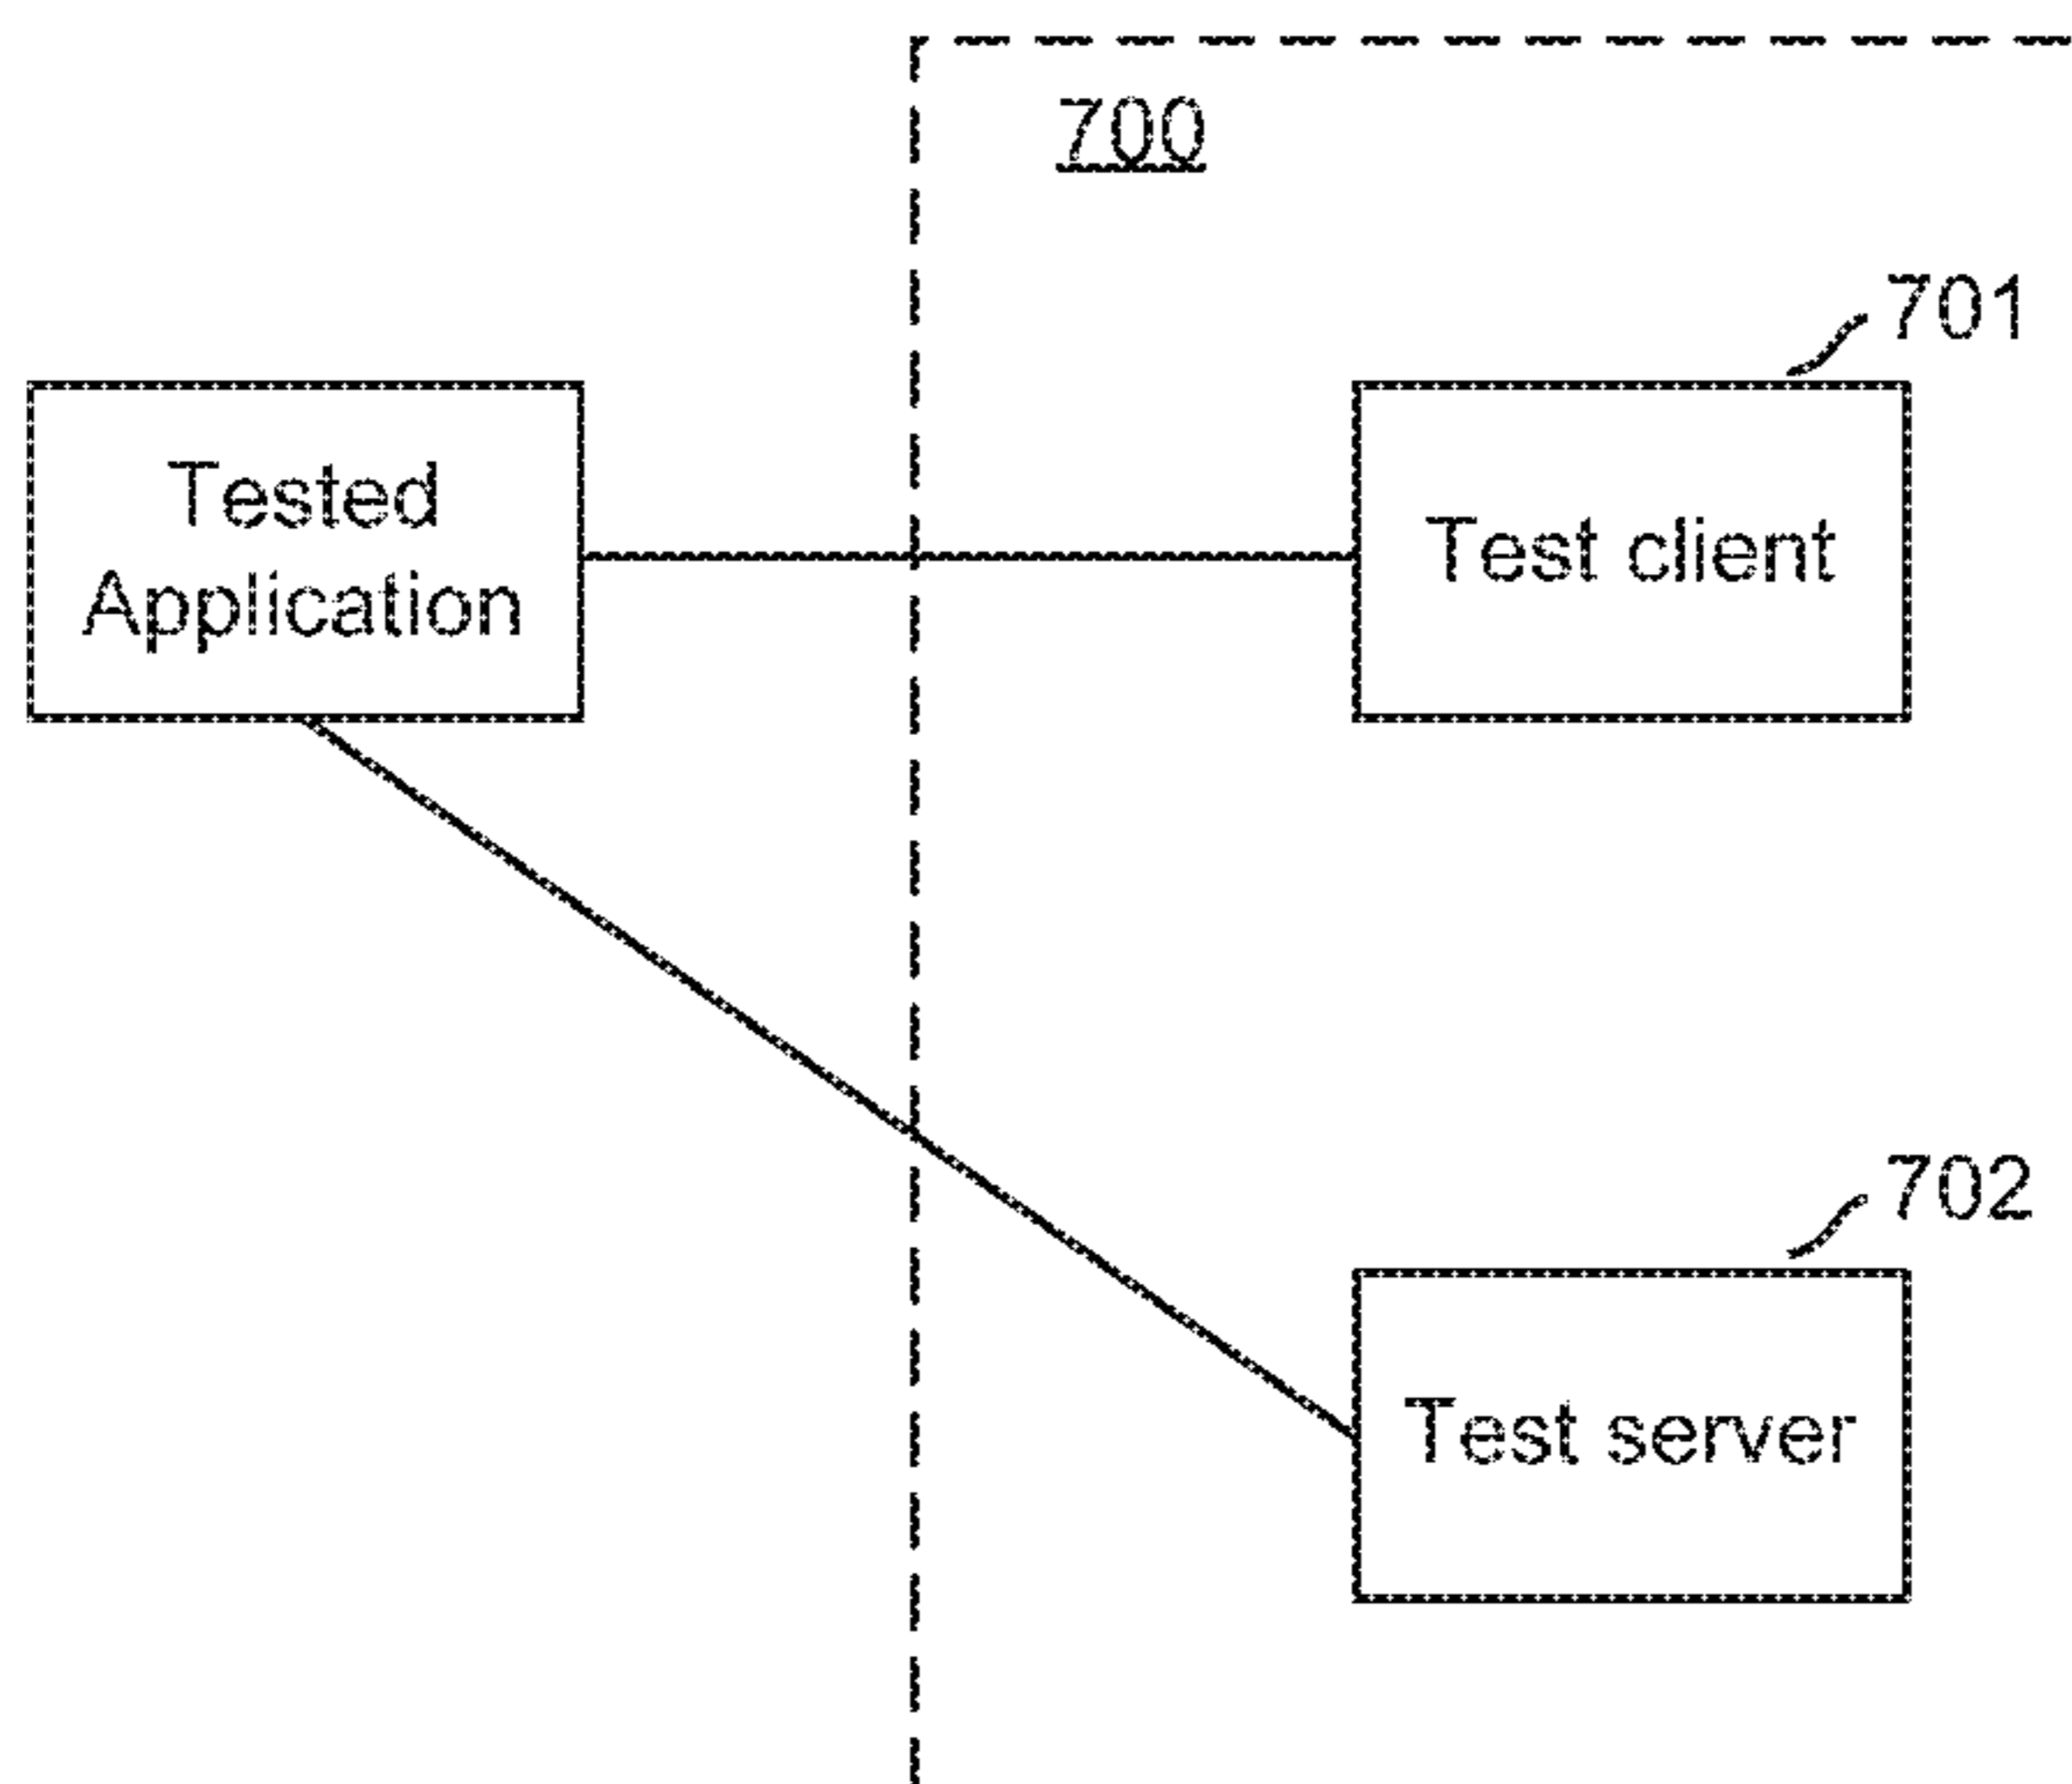 700
701
Tested
Application
Test client
702
Test server